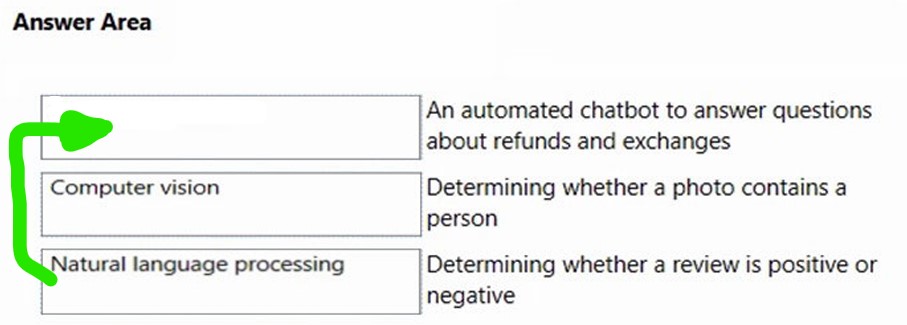 Answer Area
An automated chatbot to answer questions
about refunds and exchanges
Computer vision
Determining whether a photo contains a
person
Natural language processing
Determining whether a review is positive or
negative